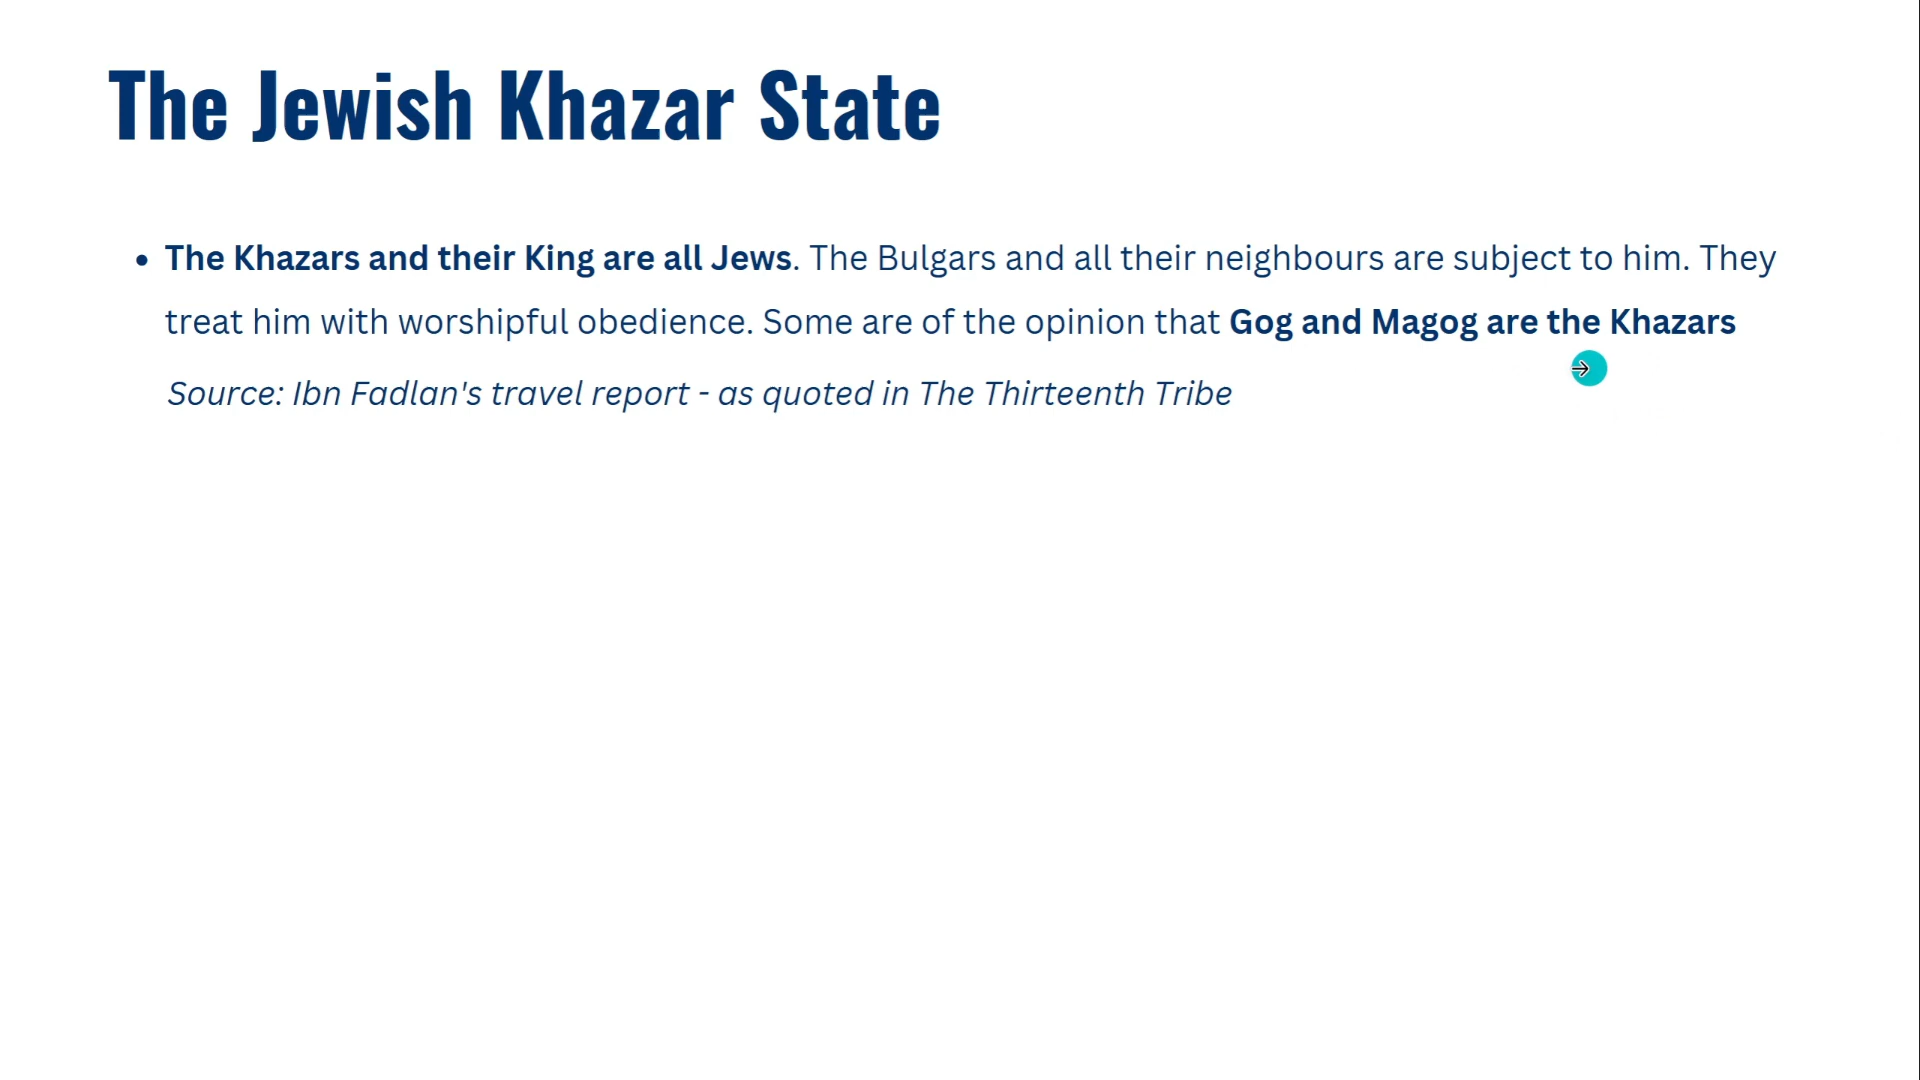 The Jewish Khazar State
• The Khazars and their King are all Jews. The Bulgars and all their neighbours are subject to him. They
treat him with worshipful obedience. Some are of the opinion that Gog and Magog are the Khazars
Source: Ibn Fadlan's travel report - as quoted in The Thirteenth Tribe